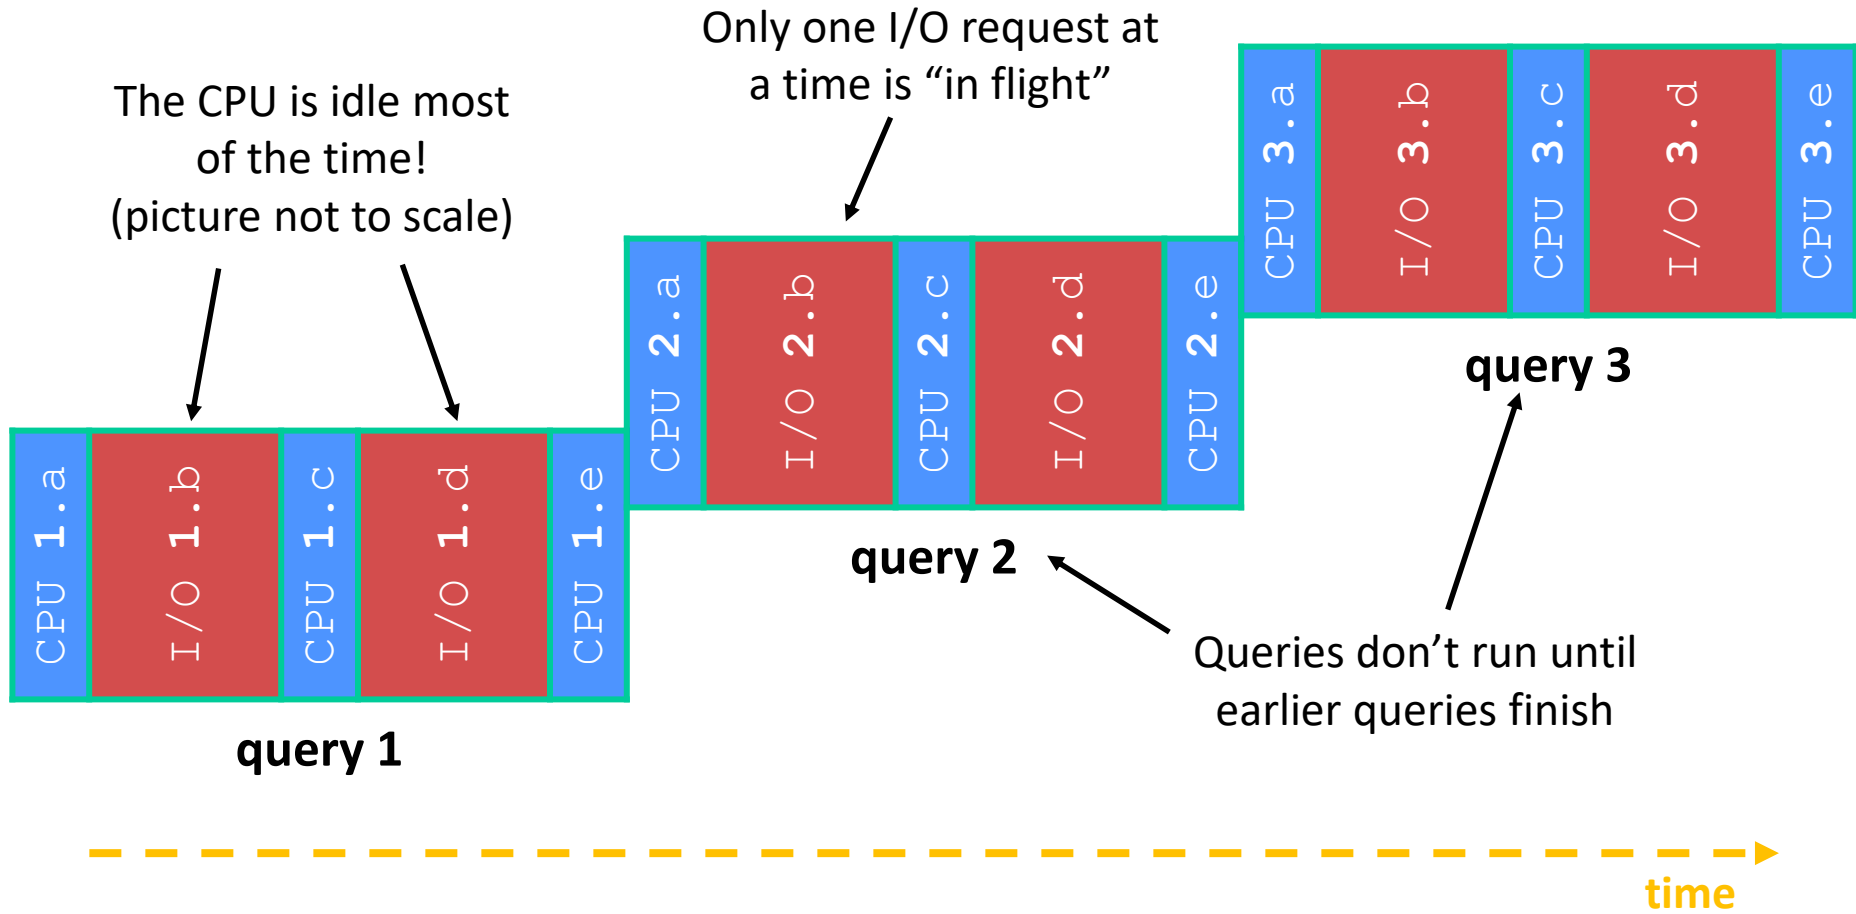 The CPU is idle most
of the time!
(picture not to scale)
Only one I/O request at
a time is “in flight”
CPU 1.a
I/O 1.b
CPU 1.c
I/O 1.d
CPU 1.e
query 1
CPU 2.a
I/O 2.b
CPU 2.c
I/O 2.d
CPU 2.e
query 2
CPU 3.a
I/O 3.b
CPU 3.c
I/O 3.d
CPU 3.e
query 3
Queries don’t run until
earlier queries finish
time